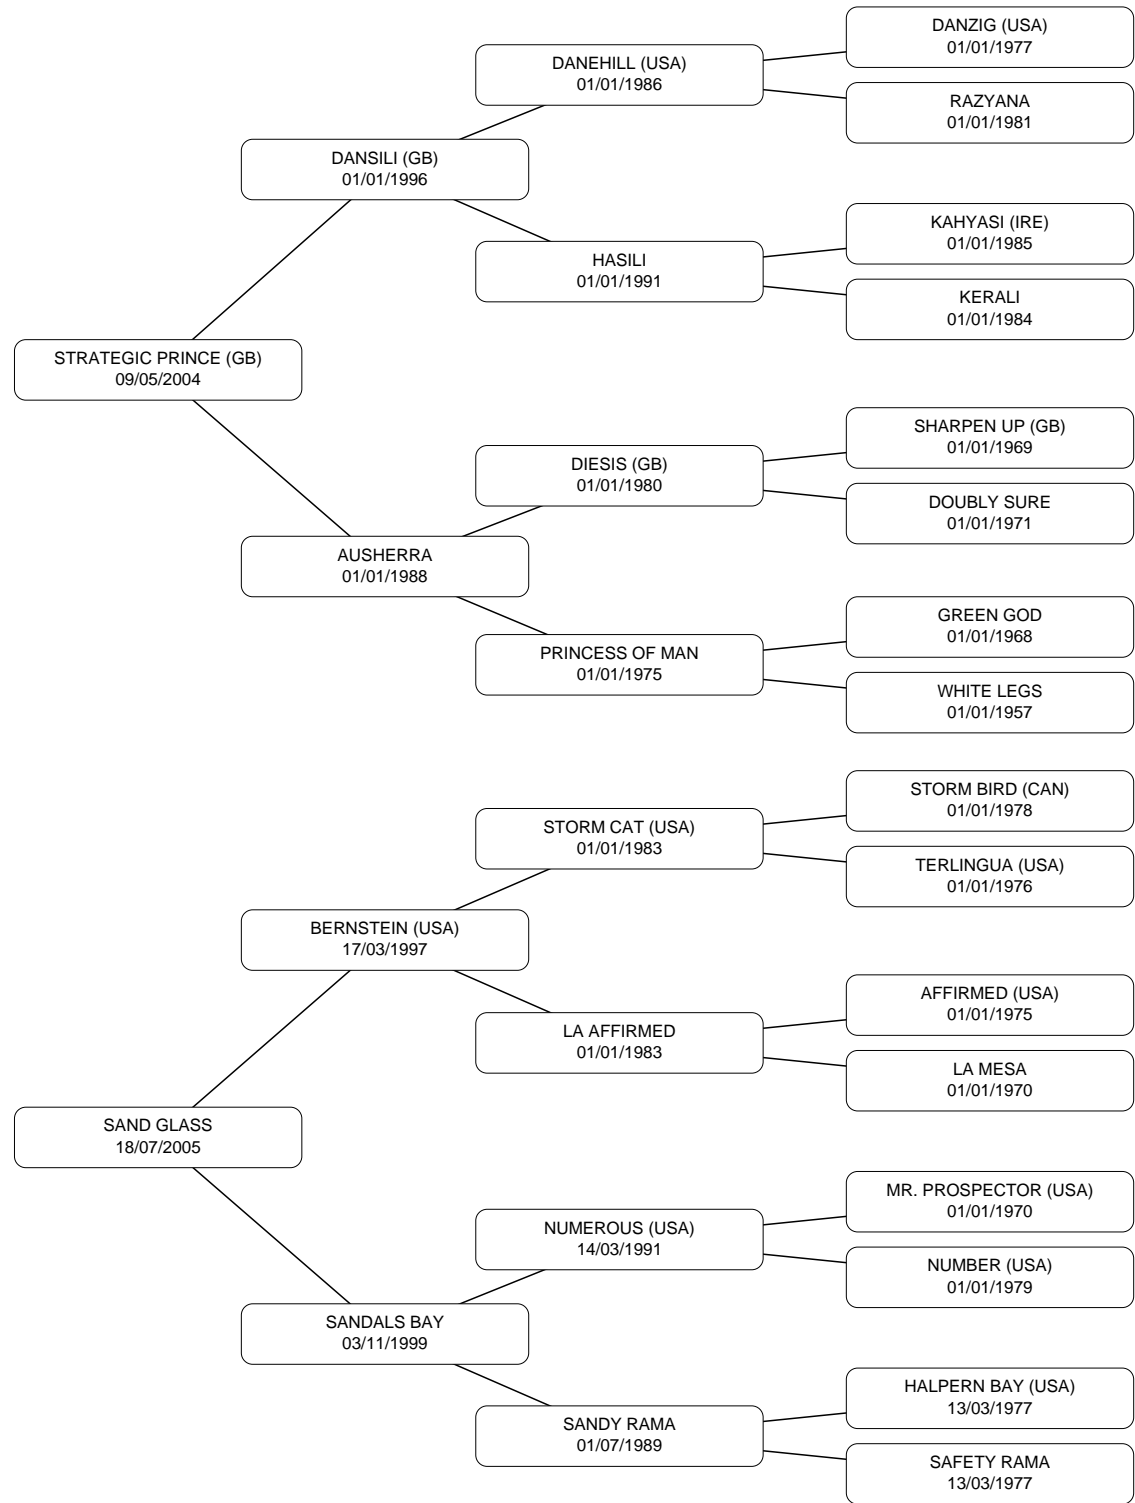 DANZIG (USA)
01/01/1977
DANEHILL (USA)
01/01/1986
RAZYANA
01/01/1981
DANSILI (GB)
01/01/1996
KAHYASI (IRE)
01/01/1985
HASILI
01/01/1991
KERALI
01/01/1984
STRATEGIC PRINCE (GB)
09/05/2004
SHARPEN UP (GB)
01/01/1969
DIESIS (GB)
01/01/1980
DOUBLY SURE
01/01/1971
AUSHERRA
01/01/1988
GREEN GOD
01/01/1968
PRINCESS OF MAN
01/01/1975
WHITE LEGS
01/01/1957
STORM BIRD (CAN)
01/01/1978
STORM CAT (USA)
01/01/1983
TERLINGUA (USA)
01/01/1976
BERNSTEIN (USA)
17/03/1997
AFFIRMED (USA)
01/01/1975
LA AFFIRMED
01/01/1983
LA MESA
01/01/1970
SAND GLASS
18/07/2005
MR. PROSPECTOR (USA)
01/01/1970
NUMEROUS (USA)
14/03/1991
NUMBER (USA)
01/01/1979
SANDALS BAY
03/11/1999
HALPERN BAY (USA)
13/03/1977
SANDY RAMA
01/07/1989
SAFETY RAMA
13/03/1977